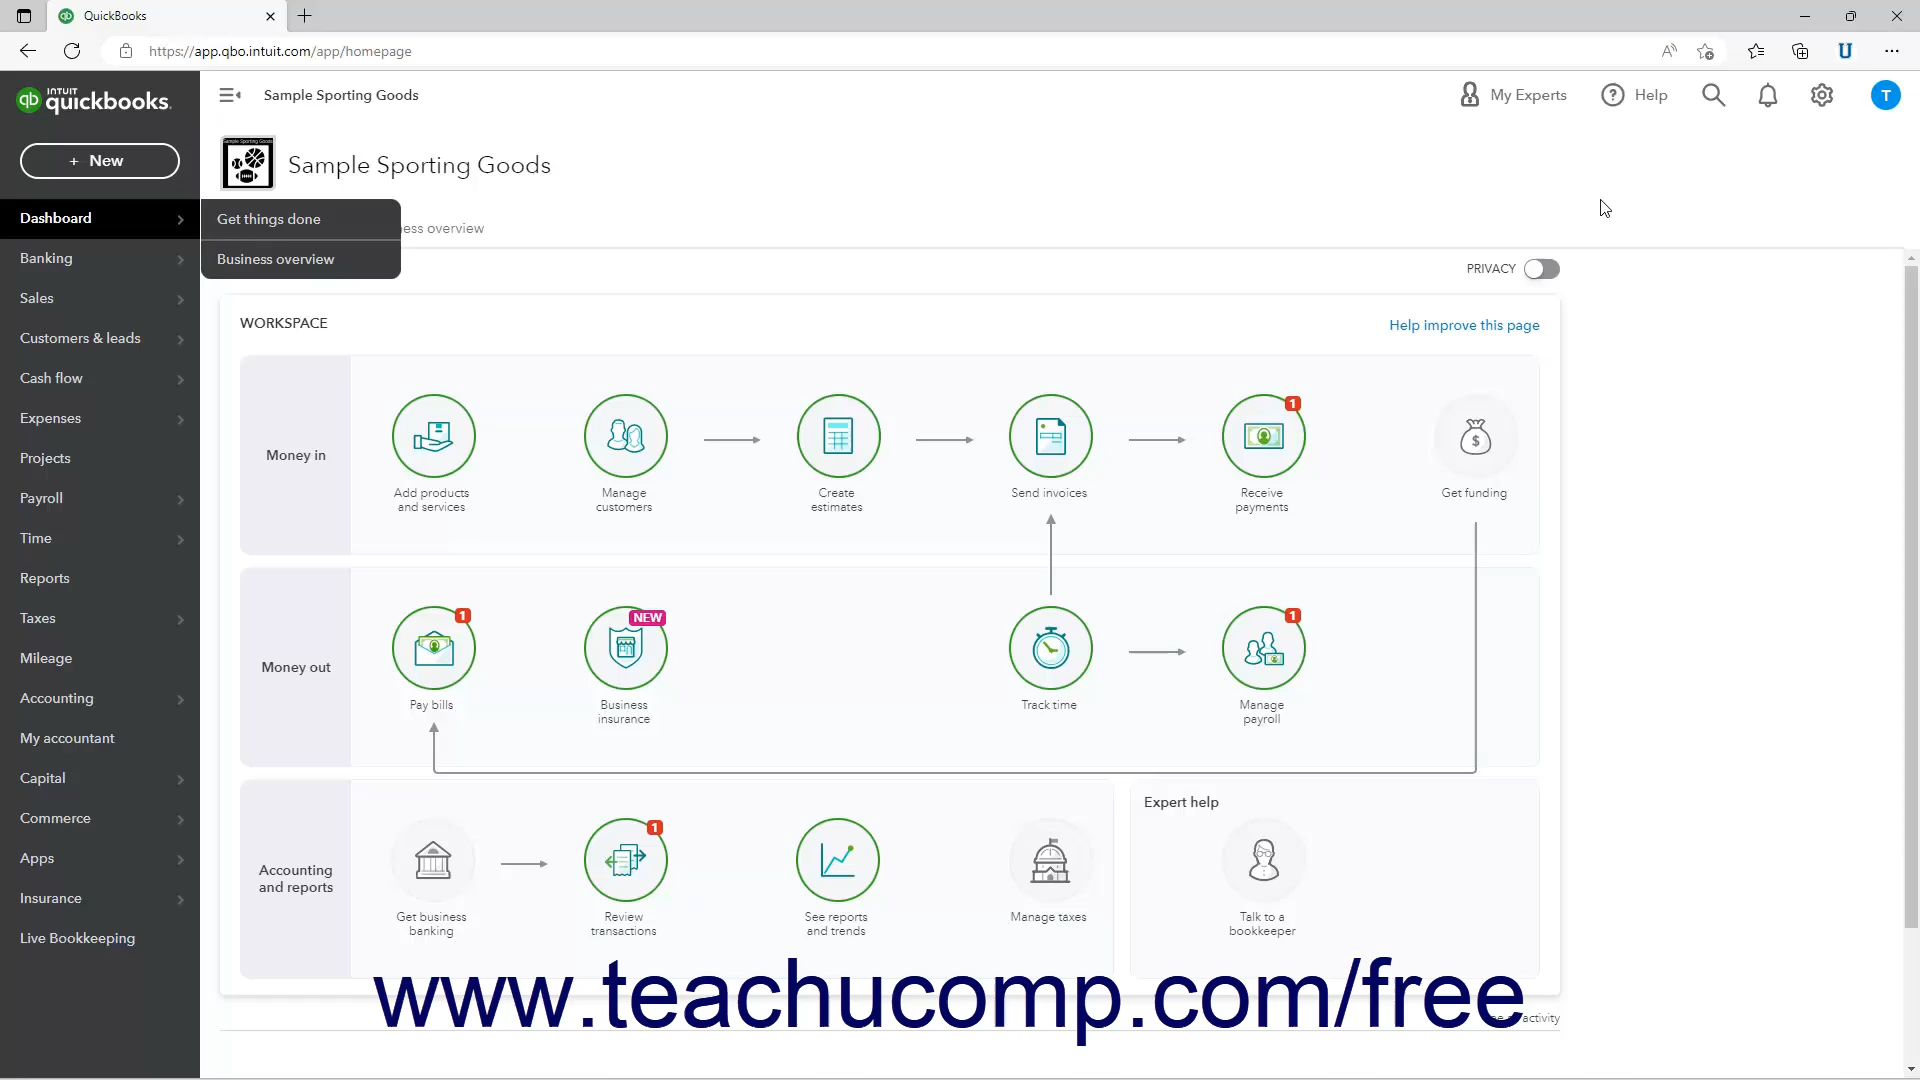 QuickBooks
https://app.qbo.intuit.com/app/homepage
INTUIT
quickbooks.
Sample Sporting Goods
My Experts
Help
T
+ New
Sample Sporting Goods
Sample Sporting Goods
Dashboard
Get things done
Business overview
ness overview
Banking
Sales
Customers & leads
Cash flow
Expenses
Projects
Payroll
Time
Reports
Taxes
Mileage
Accounting
My accountant
Capital
Commerce
Apps
Insurance
Live Bookkeeping
PRIVACY
WORKSPACE
Help improve this page
Money in
Add products
and services
Manage
customers
Create
estimates
Send invoices
1
Receive
payments
Get funding
Money out
1
Pay bills
NEW
Business
insurance
Track time
1
Manage
payroll
Accounting
and reports
Get business
banking
1
Review
transactions
See reports
and trends
Manage taxes
Expert help
Talk to a
bookkeeper
www.teachucomp.com/free
activity